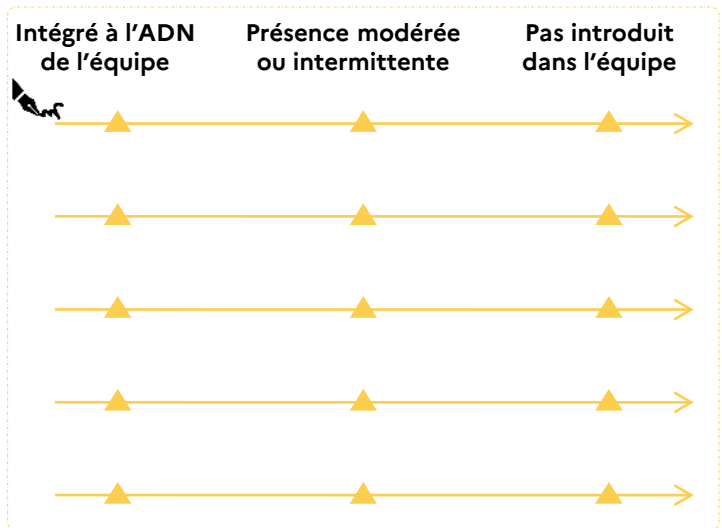 Intégré à l’ADN
de l’équipe
Présence modérée
ou intermittente
Pas introduit
dans l’équipe